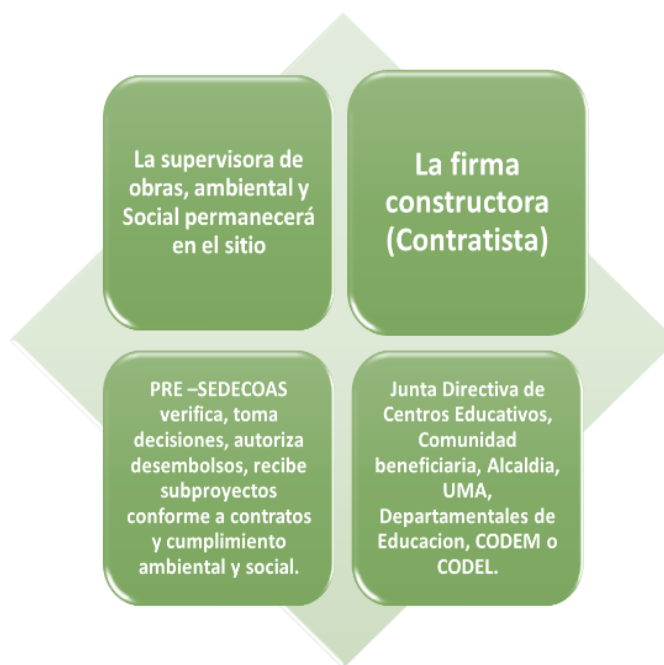 La supervisora de
obras, ambiental y
Social permanecerá
en el sitio
La firma
constructora
(Contratista)
PRE –SEDECOAS
verifica, toma
decisiones, autoriza
desembolsos, recibe
subproyectos
conforme a contratos
y cumplimiento
ambiental y social.
Junta Directiva de
Centros Educativos,
Comunidad
beneficiaria, Alcaldia,
UMA,
Departamentales de
Educacion, CODEM o
CODEL.